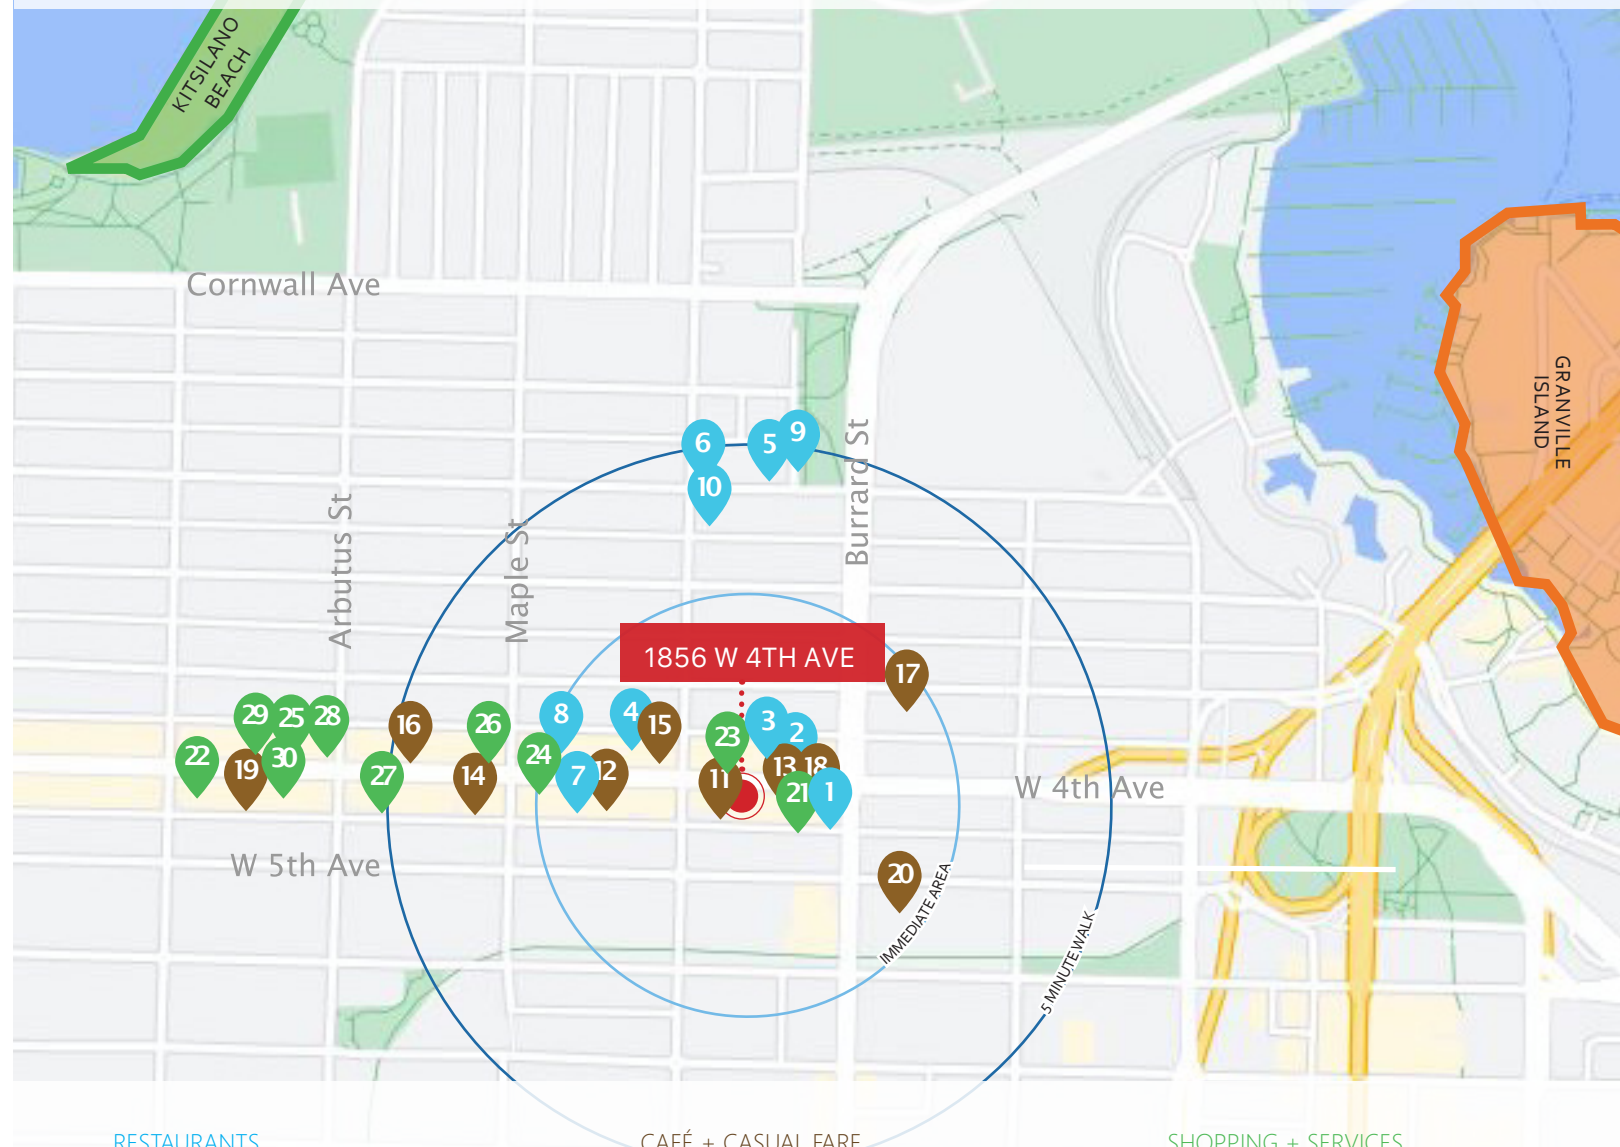 KITSILANO
BEACH
Cornwall Ave
GRANVILLE
ISLAND
Arbutus St
Maple St
Burrard St
6
5
9
10
1856 W 4TH AVE
17
29
25
28
16
26
8
4
15
23
3
2
22
19
30
27
14
24
7
12
11
13
18
21
1
W 4th Ave
W 5th Ave
20
IMMEDIATE AREA
5 MINUTE WALK
RESTAURANTS
CAFÉ + CASUAL FARE
SHOPPING + SERVICES